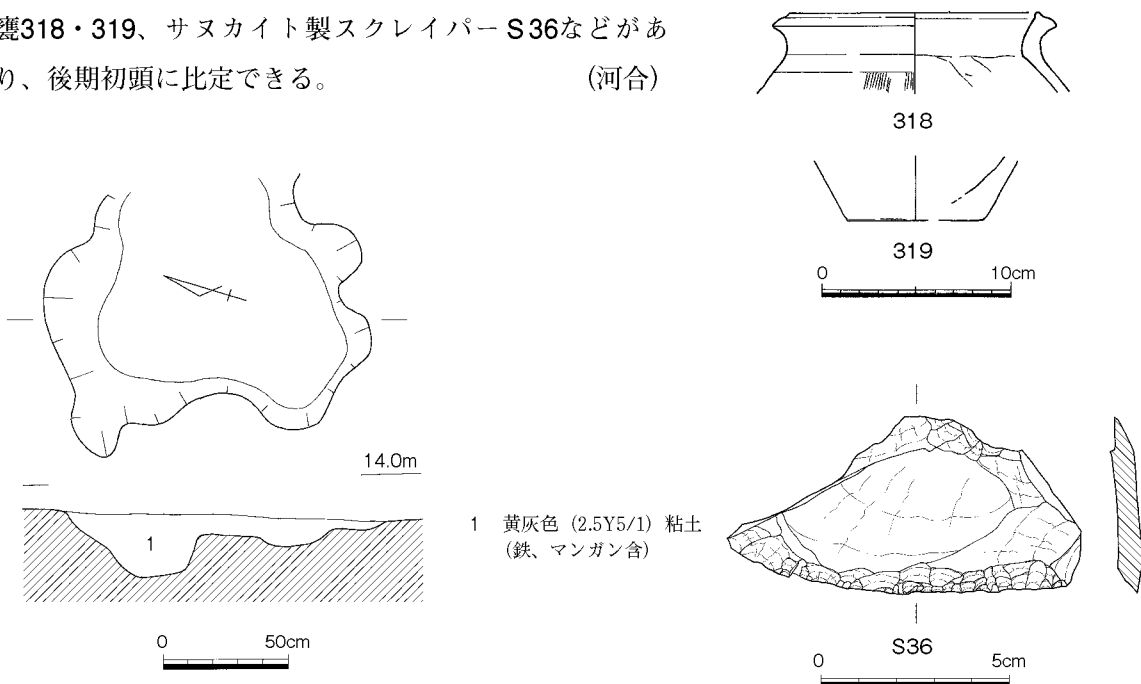 甕318・319、サヌカイト製スクレイパーS36などがあ
り、後期初頭に比定できる。 (河合)
318
319
0 10cm
14.0m
1
1 黄灰色 (2.5Y5/1) 粘土
(鉄、マンガン含)
0 50cm
S36
0 5cm